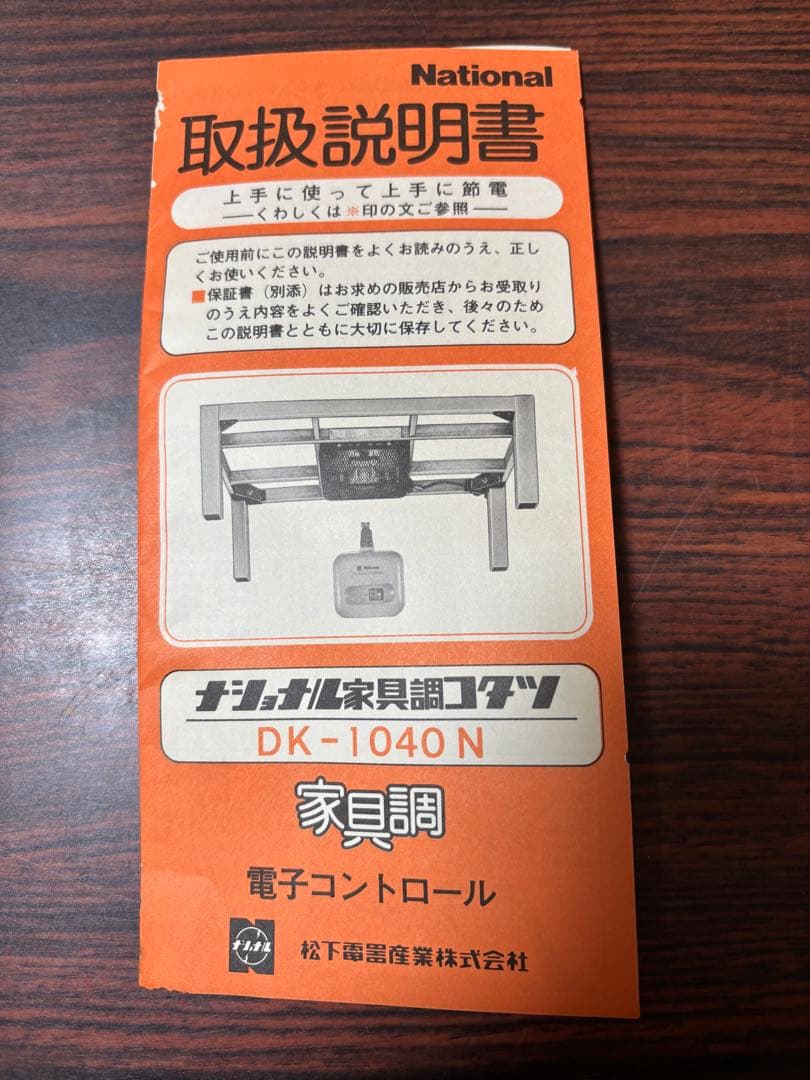 National
取扱説明書
上手に使って上手に節電
――くわしくは※印の文ご参照――
ご使用前にこの説明書をよくお読みのうえ、正し
くお使いください。
■保証書（別添）はお求めの販売店からお受取り
のうえ内容をよくご確認いただき、後々のため
この説明書とともに大切に保存してください。
National
ナショナル家具調コタツ
DK-1040N
家具調
電子コントロール
ナショナル
松下電器産業株式会社